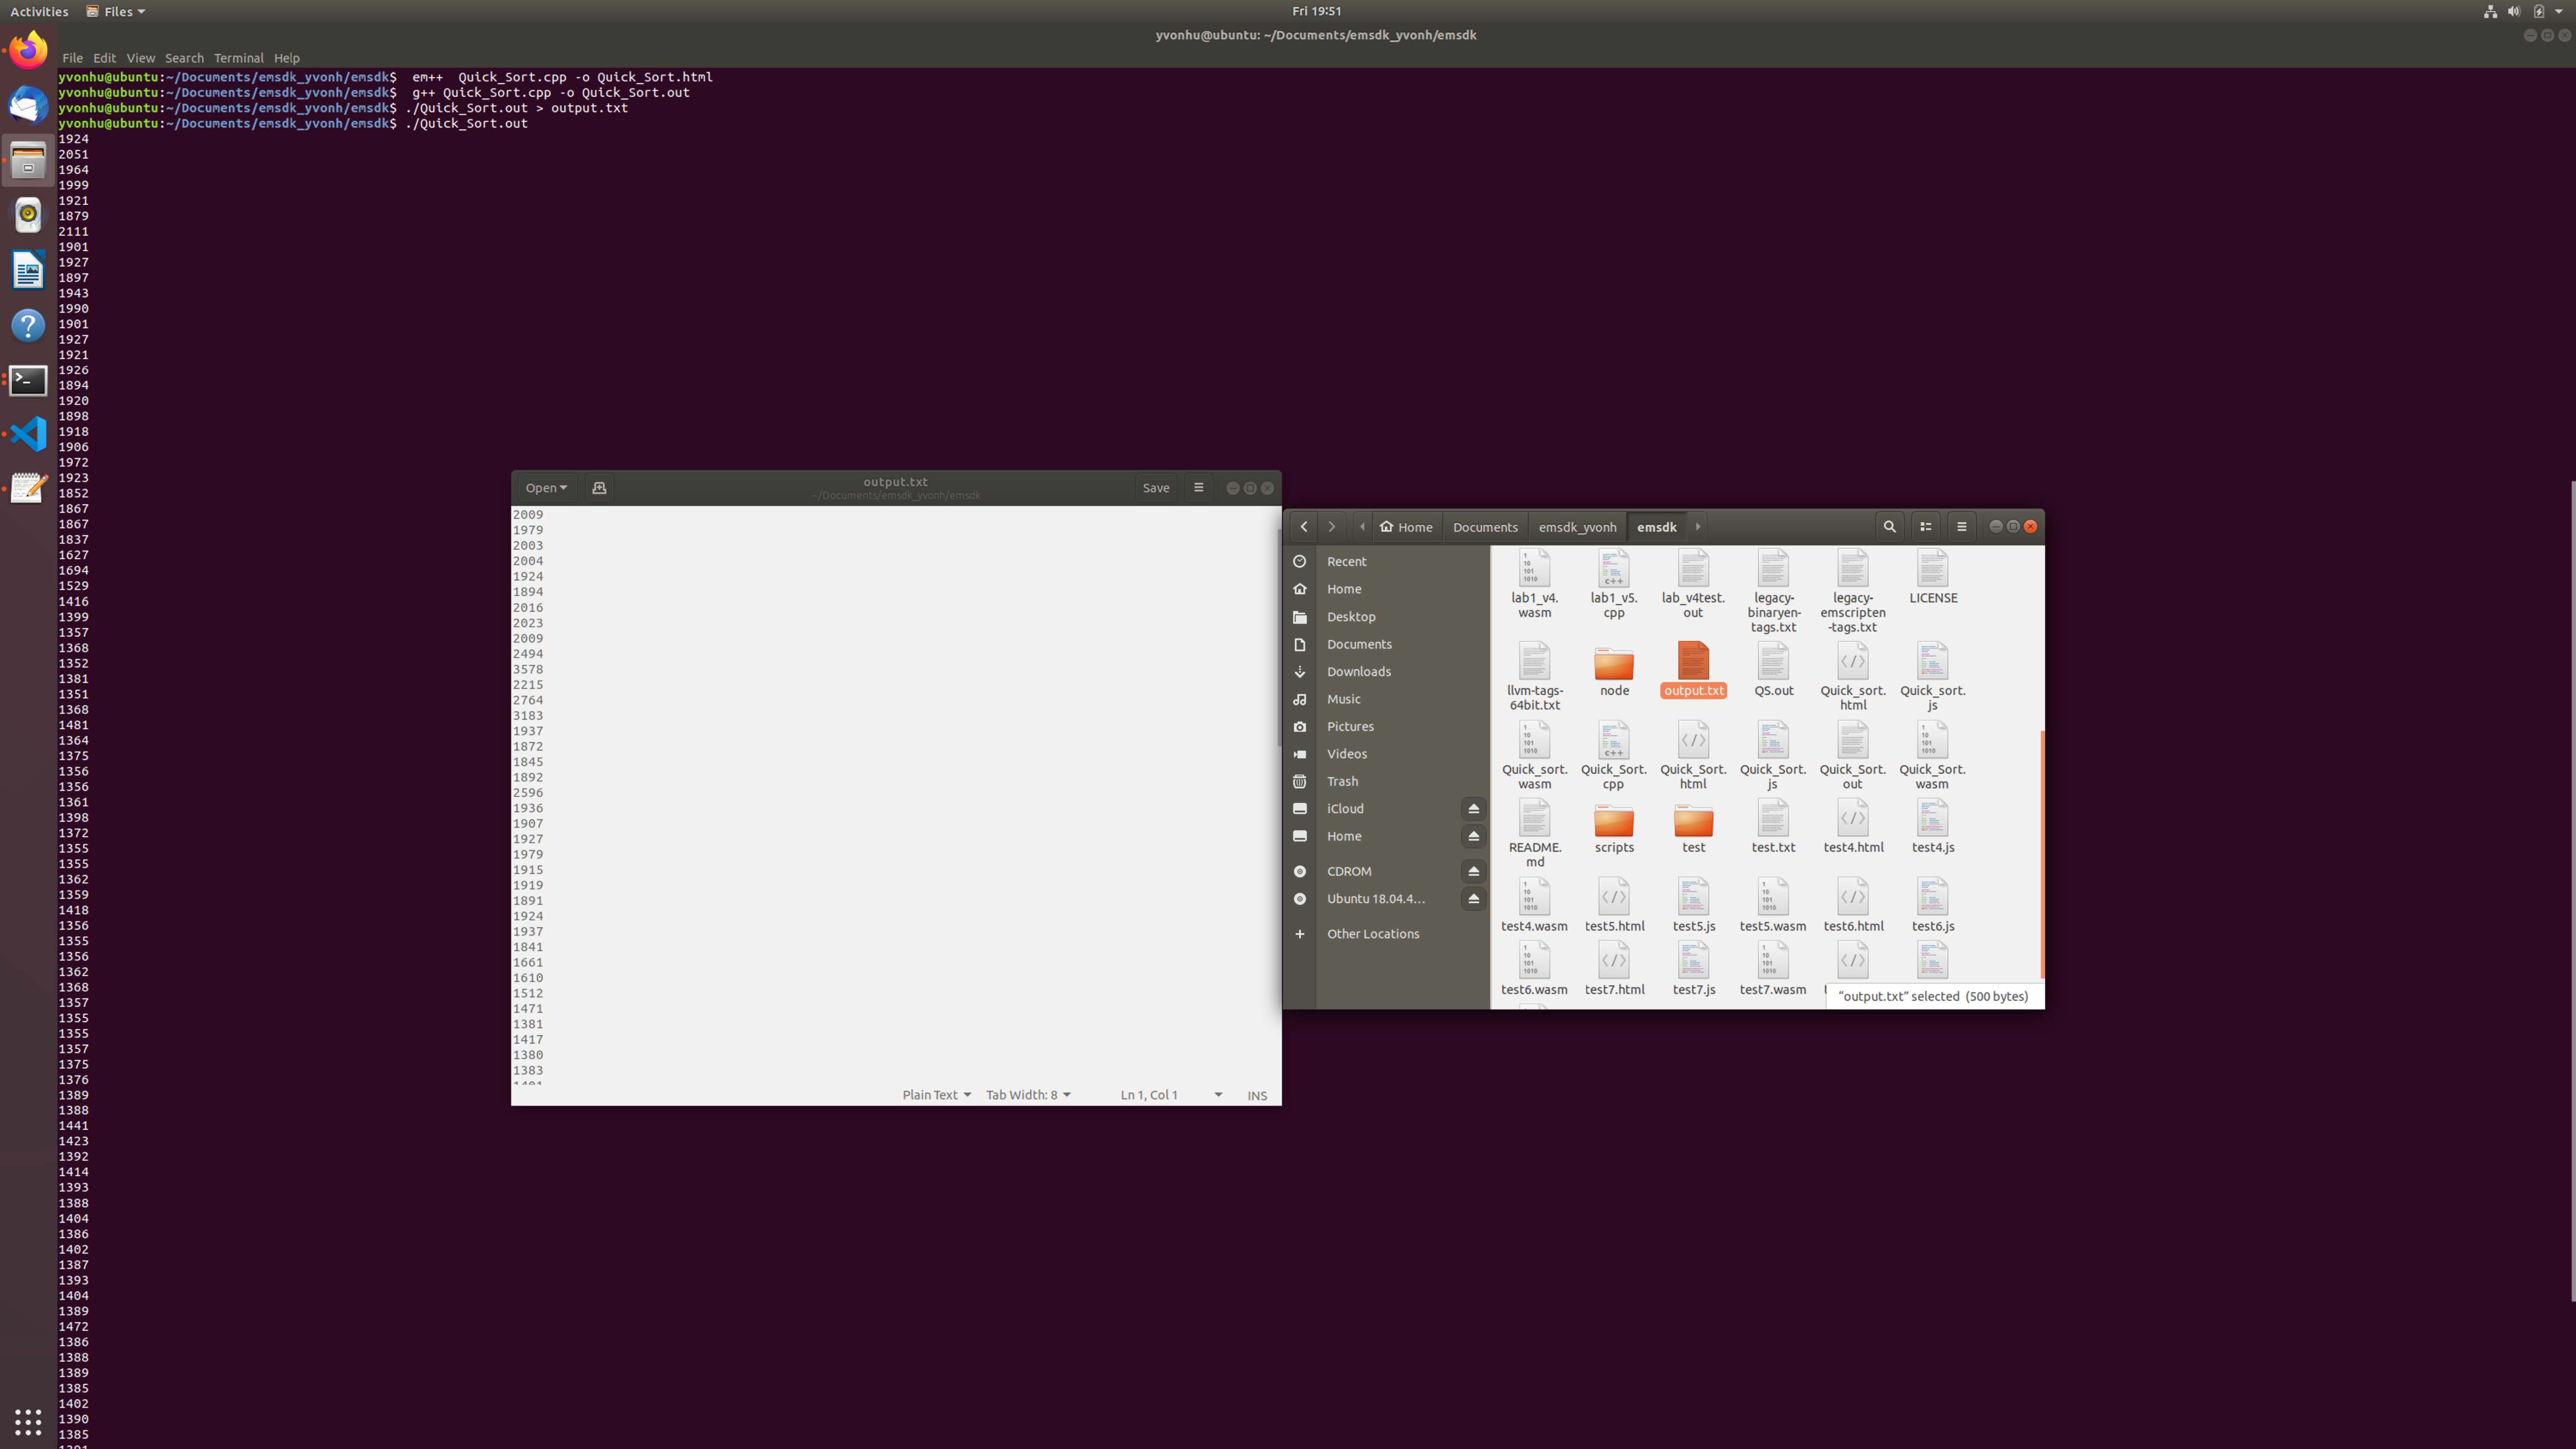 Activities
Files
Fri 19:51
yvonhu@ubuntu: ~/Documents/emsdk_yvonh/emsdk
File Edit View Search Terminal Help
yvonhu@ubuntu:~/Documents/emsdk_yvonh/emsdk$  em++  Quick_Sort.cpp -o Quick_Sort.html
yvonhu@ubuntu:~/Documents/emsdk_yvonh/emsdk$  g++ Quick_Sort.cpp -o Quick_Sort.out
yvonhu@ubuntu:~/Documents/emsdk_yvonh/emsdk$ ./Quick_Sort.out > output.txt
yvonhu@ubuntu:~/Documents/emsdk_yvonh/emsdk$ ./Quick_Sort.out
1924
2051
1964
1999
1921
1879
2111
1901
1927
1897
1943
1990
1901
1927
1921
1926
1894
1920
1898
1918
1906
1972
1923
1852
1867
1867
1837
1627
1694
1529
1416
1399
1357
1368
1352
1381
1351
1368
1481
1364
1375
1356
1356
1361
1398
1372
1355
1355
1362
1359
1418
1356
1355
1356
1362
1368
1357
1355
1355
1357
1375
1376
1389
1388
1441
1423
1392
1414
1393
1388
1404
1386
1402
1387
1393
1404
1389
1472
1386
1388
1389
1385
1402
1390
1385
Open
output.txt
~/Documents/emsdk_yvonh/emsdk
Save
2009
1979
2003
2004
1924
1894
2016
2023
2009
2494
3578
2215
2764
3183
1937
1872
1845
1892
2596
1936
1907
1927
1979
1915
1919
1891
1924
1937
1841
1661
1610
1512
1471
1381
1417
1380
1383
Plain Text
Tab Width: 8
Ln 1, Col 1
INS
Home
Documents
emsdk_yvonh
emsdk
Recent
Home
Desktop
Documents
Downloads
Music
Pictures
Videos
Trash
iCloud
Home
CDROM
Ubuntu 18.04.4…
Other Locations
lab1_v4.
wasm
lab1_v5.
cpp
lab_v4test.
out
legacy-
binaryen-
tags.txt
legacy-
emscripten
-tags.txt
LICENSE
llvm-tags-
64bit.txt
node
output.txt
QS.out
Quick_sort.
html
Quick_sort.
js
Quick_sort.
wasm
Quick_Sort.
cpp
Quick_Sort.
html
Quick_Sort.
js
Quick_Sort.
out
Quick_Sort.
wasm
README.
md
scripts
test
test.txt
test4.html
test4.js
test4.wasm
test5.html
test5.js
test5.wasm
test6.html
test6.js
test6.wasm
test7.html
test7.js
test7.wasm
“output.txt” selected (500 bytes)